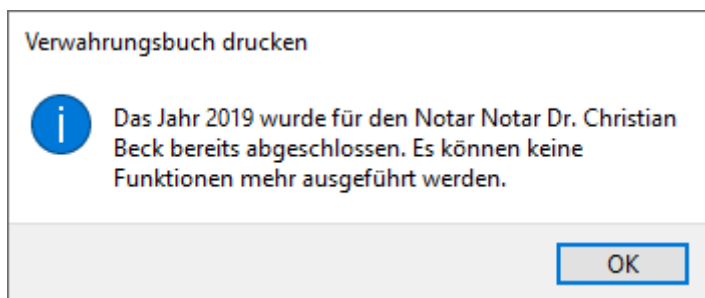 Verwahrungsbuch drucken
Das Jahr 2019 wurde für den Notar Notar Dr. Christian
Beck bereits abgeschlossen. Es können keine
Funktionen mehr ausgeführt werden.
OK